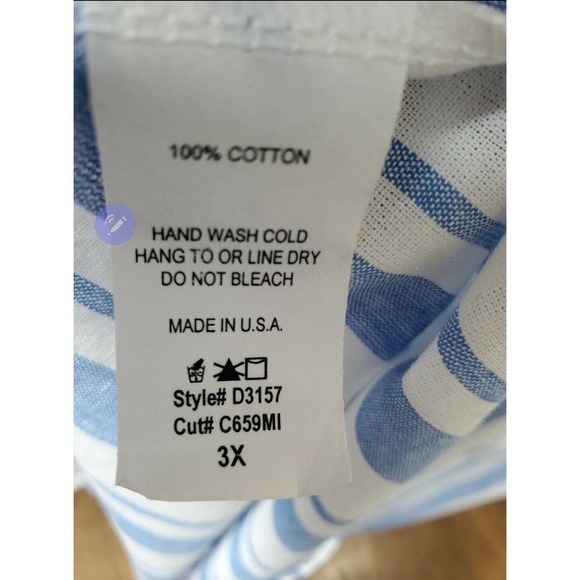 100% COTTON
HAND WASH COLD
HANG TO OR LINE DRY
DO NOT BLEACH
MADE IN U.S.A.
Style# D3157
Cut# C659MI
3X